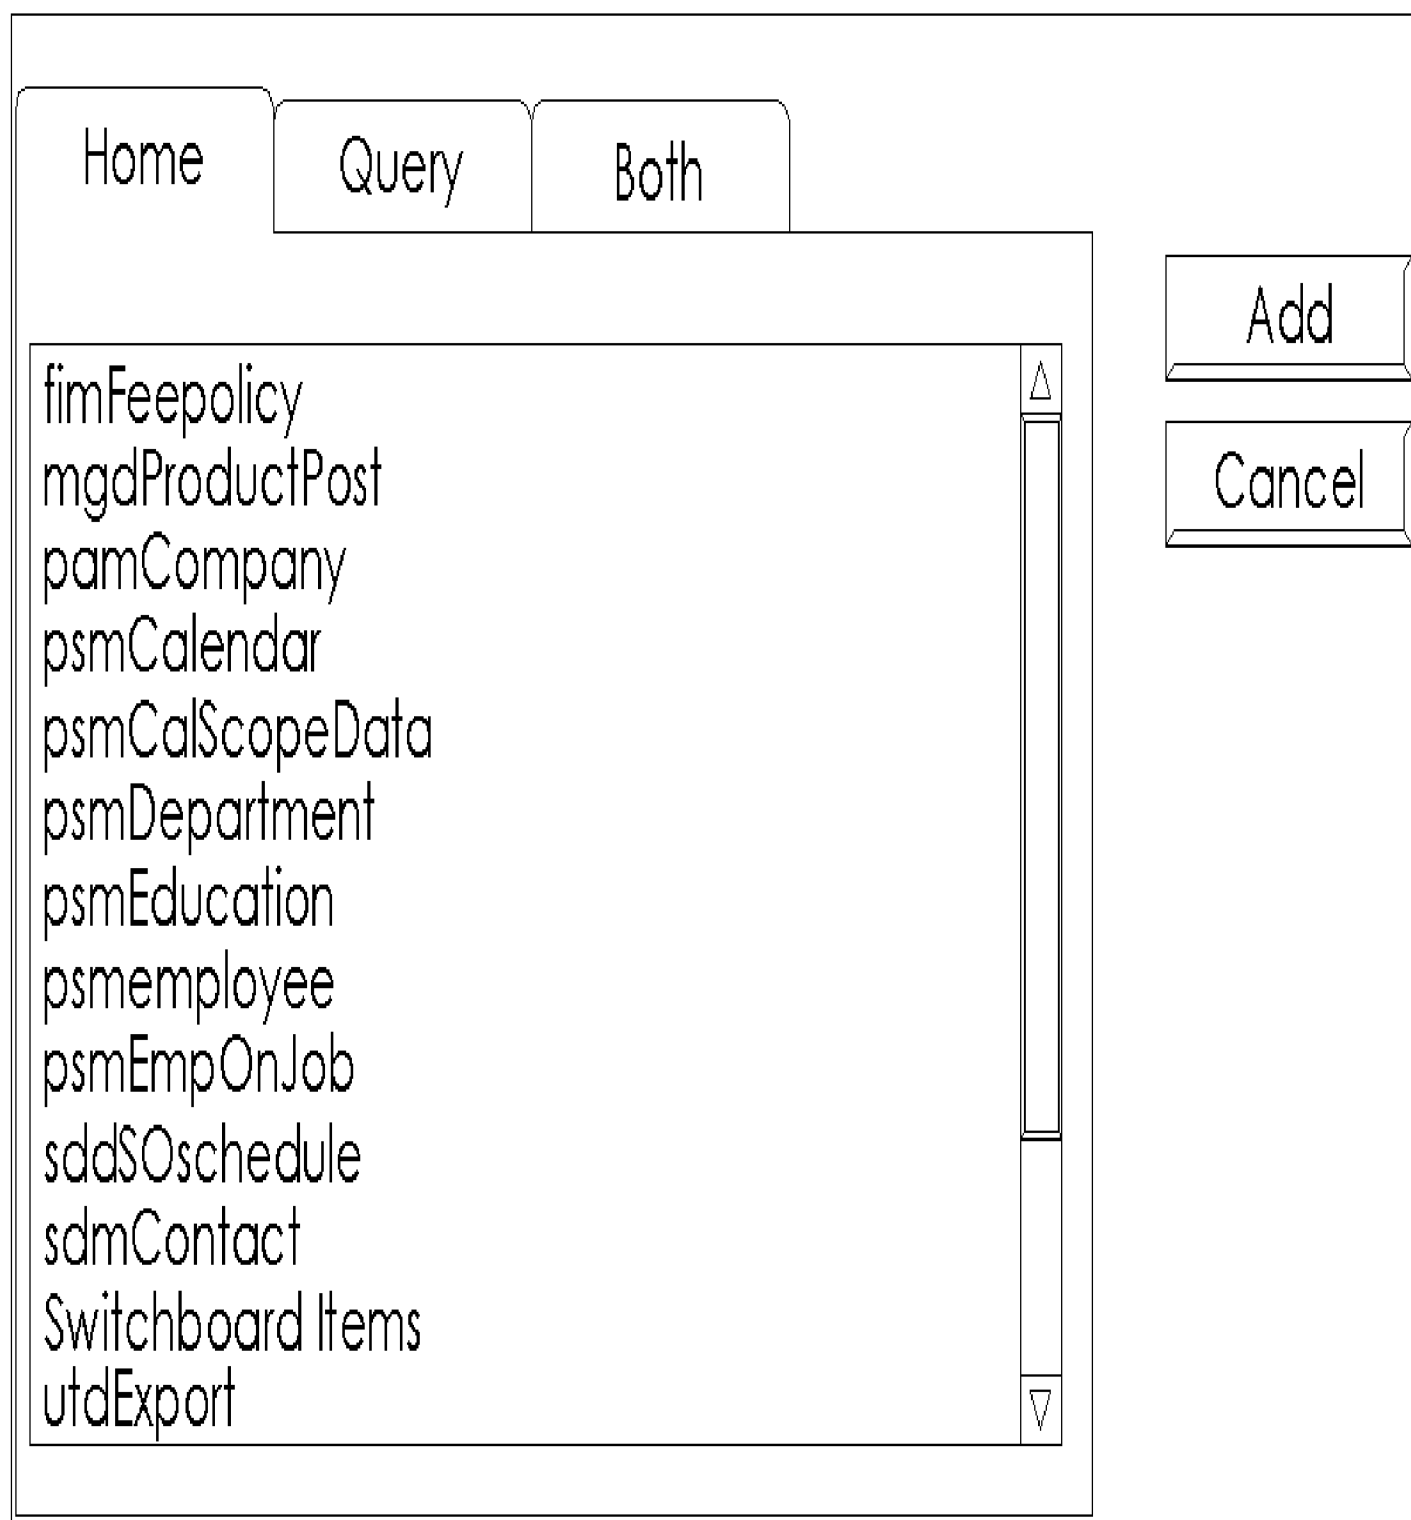 Home
Query
Both
Add
Cancel
fimFeepolicy
mgdProductPost
pamCompany
psmCalendar
psmCalScopeData
psmDepartment
psmEducation
psmemployee
psmEmpOnJob
sddSOschedule
sdmContact
Switchboard Items
utdExport